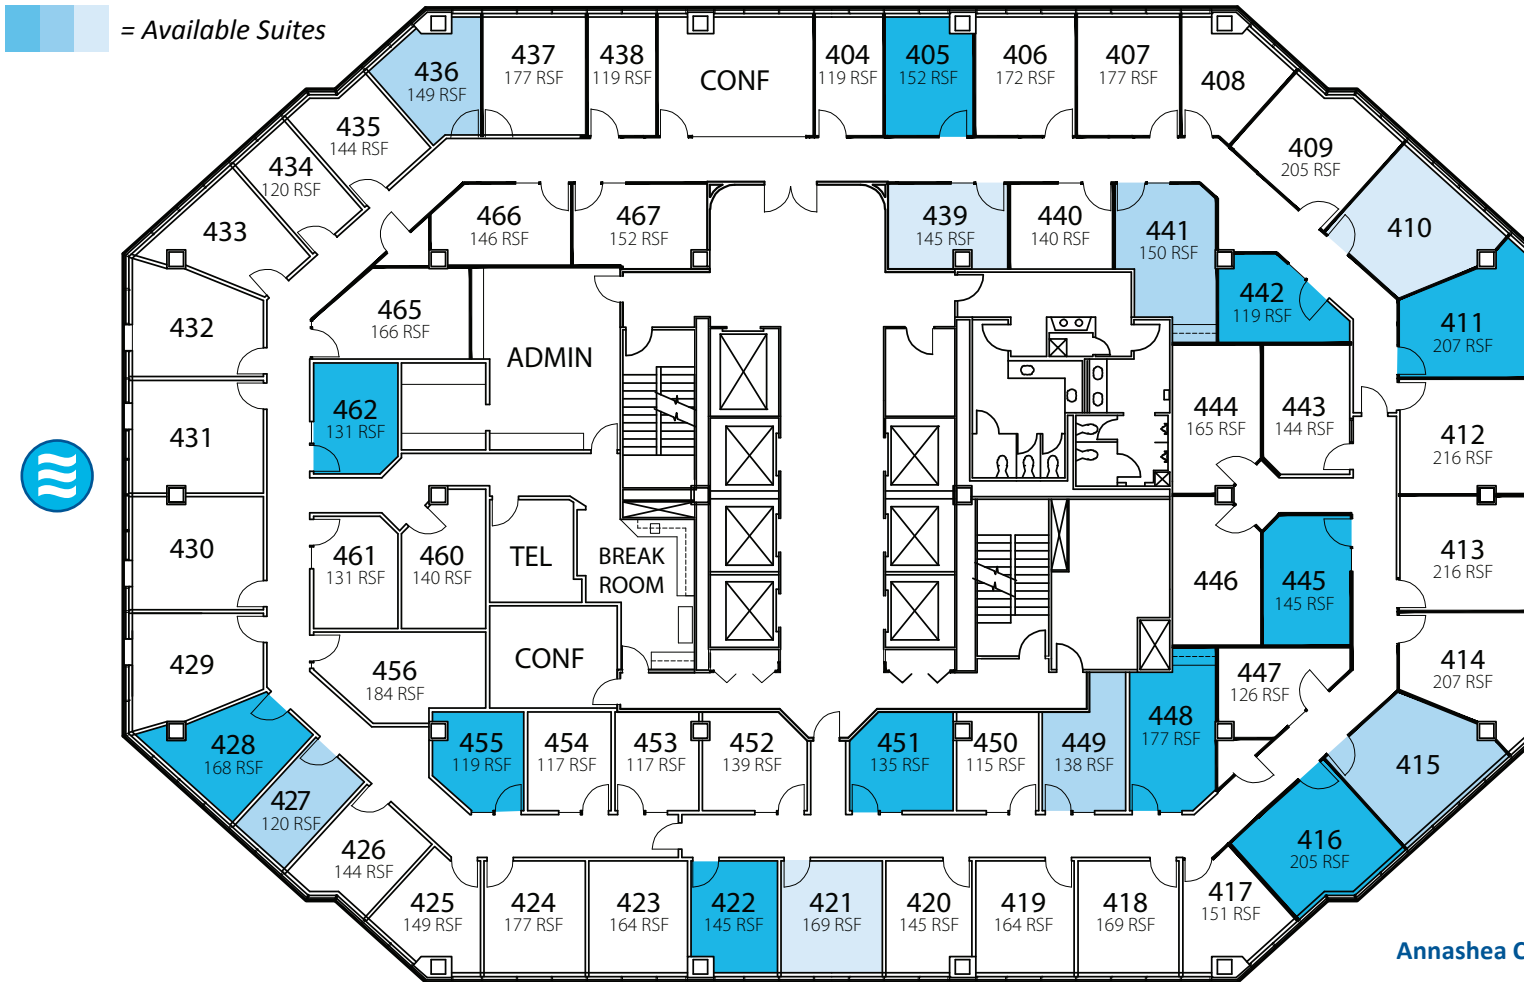 = Available Suites
436
149 RSF
437
177 RSF
438
119 RSF
CONF
404
119 RSF
405
152 RSF
406
172 RSF
407
177 RSF
408
435
144 RSF
434
120 RSF
409
205 RSF
433
466
146 RSF
467
152 RSF
439
145 RSF
440
140 RSF
441
150 RSF
410
432
465
166 RSF
442
119 RSF
411
207 RSF
ADMIN
431
462
131 RSF
444
165 RSF
443
144 RSF
412
216 RSF
430
461
131 RSF
460
140 RSF
TEL
BREAK
ROOM
446
445
145 RSF
413
216 RSF
429
456
184 RSF
CONF
447
126 RSF
414
207 RSF
428
168 RSF
455
119 RSF
454
117 RSF
453
117 RSF
452
139 RSF
451
135 RSF
450
115 RSF
449
138 RSF
448
177 RSF
415
427
120 RSF
426
144 RSF
416
205 RSF
425
149 RSF
424
177 RSF
423
164 RSF
422
145 RSF
421
169 RSF
420
145 RSF
419
164 RSF
418
169 RSF
417
151 RSF
Annashea C